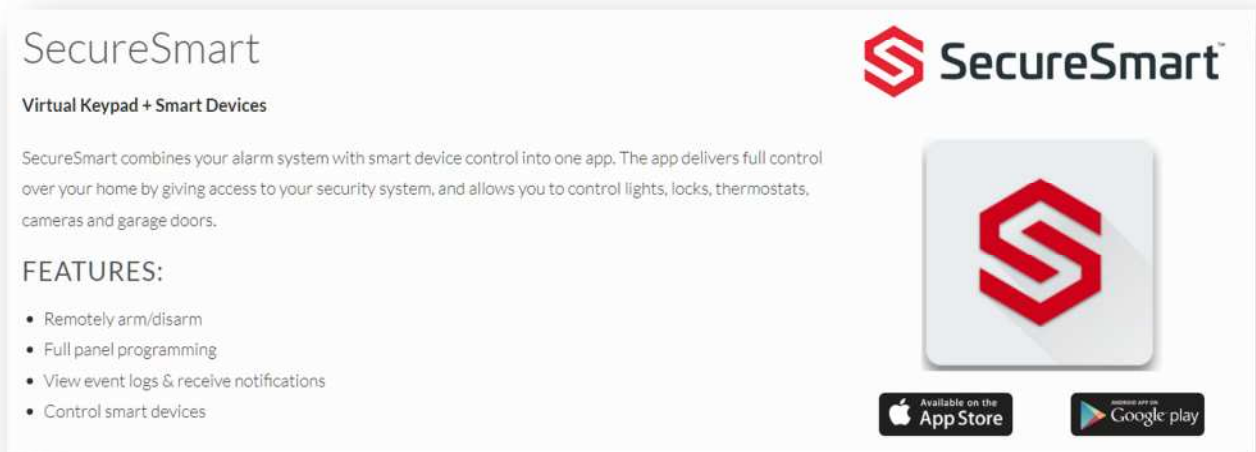 SecureSmart
SecureSmart™
Virtual Keypad + Smart Devices
SecureSmart combines your alarm system with smart device control into one app. The app delivers full control
over your home by giving access to your security system, and allows you to control lights, locks, thermostats,
cameras and garage doors.
FEATURES:
• Remotely arm/disarm
• Full panel programming
• View event logs & receive notifications
• Control smart devices
Available on the
App Store
ANDROID APP ON
Google play